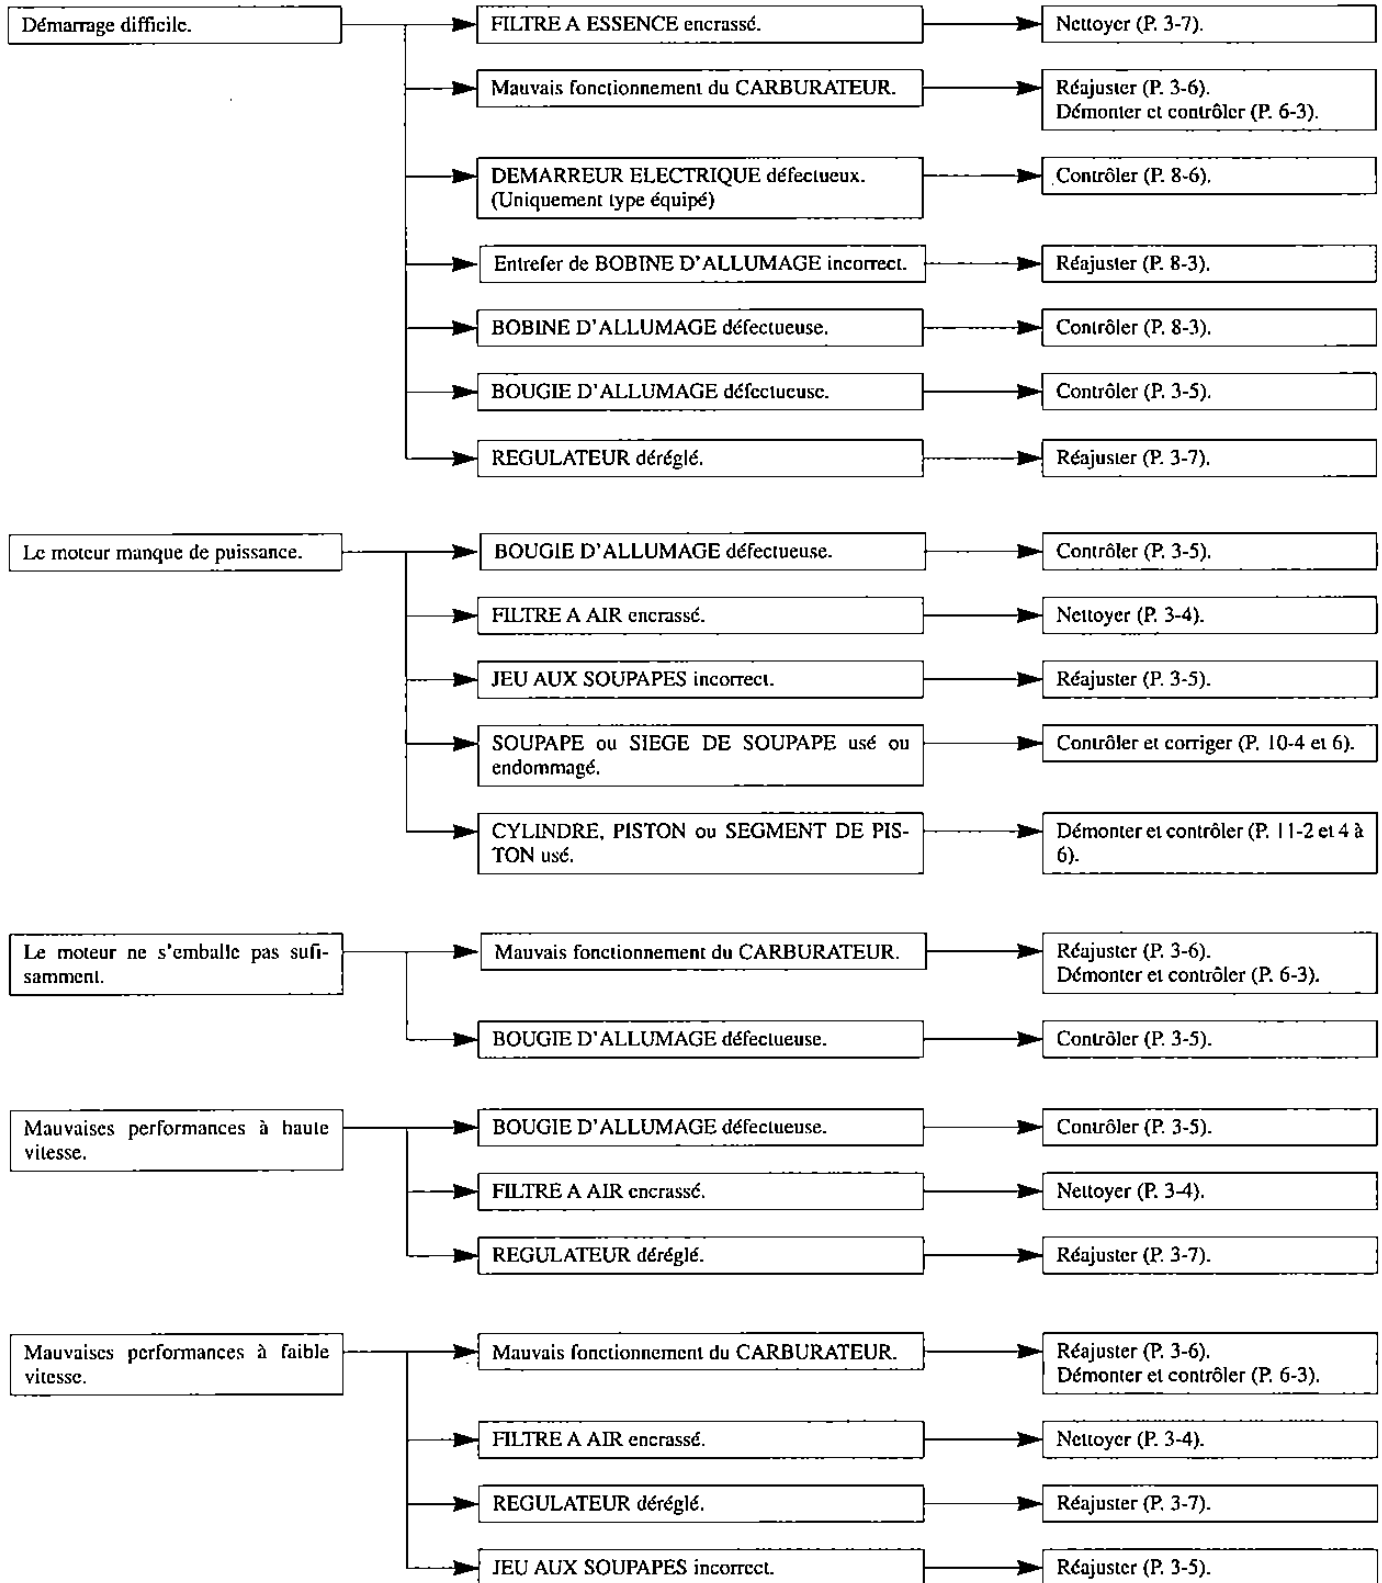 Démarrage difficile.
FILTRE A ESSENCE encrassé.
Nettoyer (P. 3-7).
Mauvais fonctionnement du CARBURATEUR.
Réajuster (P. 3-6).
Démonter et contrôler (P. 6-3).
DEMARREUR ELECTRIQUE défectueux.
(Uniquement type équipé)
Contrôler (P. 8-6).
Entrefer de BOBINE D'ALLUMAGE incorrect.
Réajuster (P. 8-3).
BOBINE D'ALLUMAGE défectueuse.
Contrôler (P. 8-3).
BOUGIE D'ALLUMAGE défectueuse.
Contrôler (P. 3-5).
REGULATEUR déréglé.
Réajuster (P. 3-7).
Le moteur manque de puissance.
BOUGIE D'ALLUMAGE défectueuse.
Contrôler (P. 3-5).
FILTRE A AIR encrassé.
Nettoyer (P. 3-4).
JEU AUX SOUPAPES incorrect.
Réajuster (P. 3-5).
SOUPAPE ou SIEGE DE SOUPAPE usé ou
endommagé.
Contrôler et corriger (P. 10-4 et 6).
CYLINDRE, PISTON ou SEGMENT DE PIS-
TON usé.
Démonter et contrôler (P. 11-2 et 4 à
6).
Le moteur ne s'emballe pas sufi-
samment.
Mauvais fonctionnement du CARBURATEUR.
Réajuster (P. 3-6).
Démonter et contrôler (P. 6-3).
BOUGIE D'ALLUMAGE défectueuse.
Contrôler (P. 3-5).
Mauvaises performances à haute
vitesse.
BOUGIE D'ALLUMAGE défectueuse.
Contrôler (P. 3-5).
FILTRE A AIR encrassé.
Nettoyer (P. 3-4).
REGULATEUR déréglé.
Réajuster (P. 3-7).
Mauvaises performances à faible
vitesse.
Mauvais fonctionnement du CARBURATEUR.
Réajuster (P. 3-6).
Démonter et contrôler (P. 6-3).
FILTRE A AIR encrassé.
Nettoyer (P. 3-4).
REGULATEUR déréglé.
Réajuster (P. 3-7).
JEU AUX SOUPAPES incorrect.
Réajuster (P. 3-5).